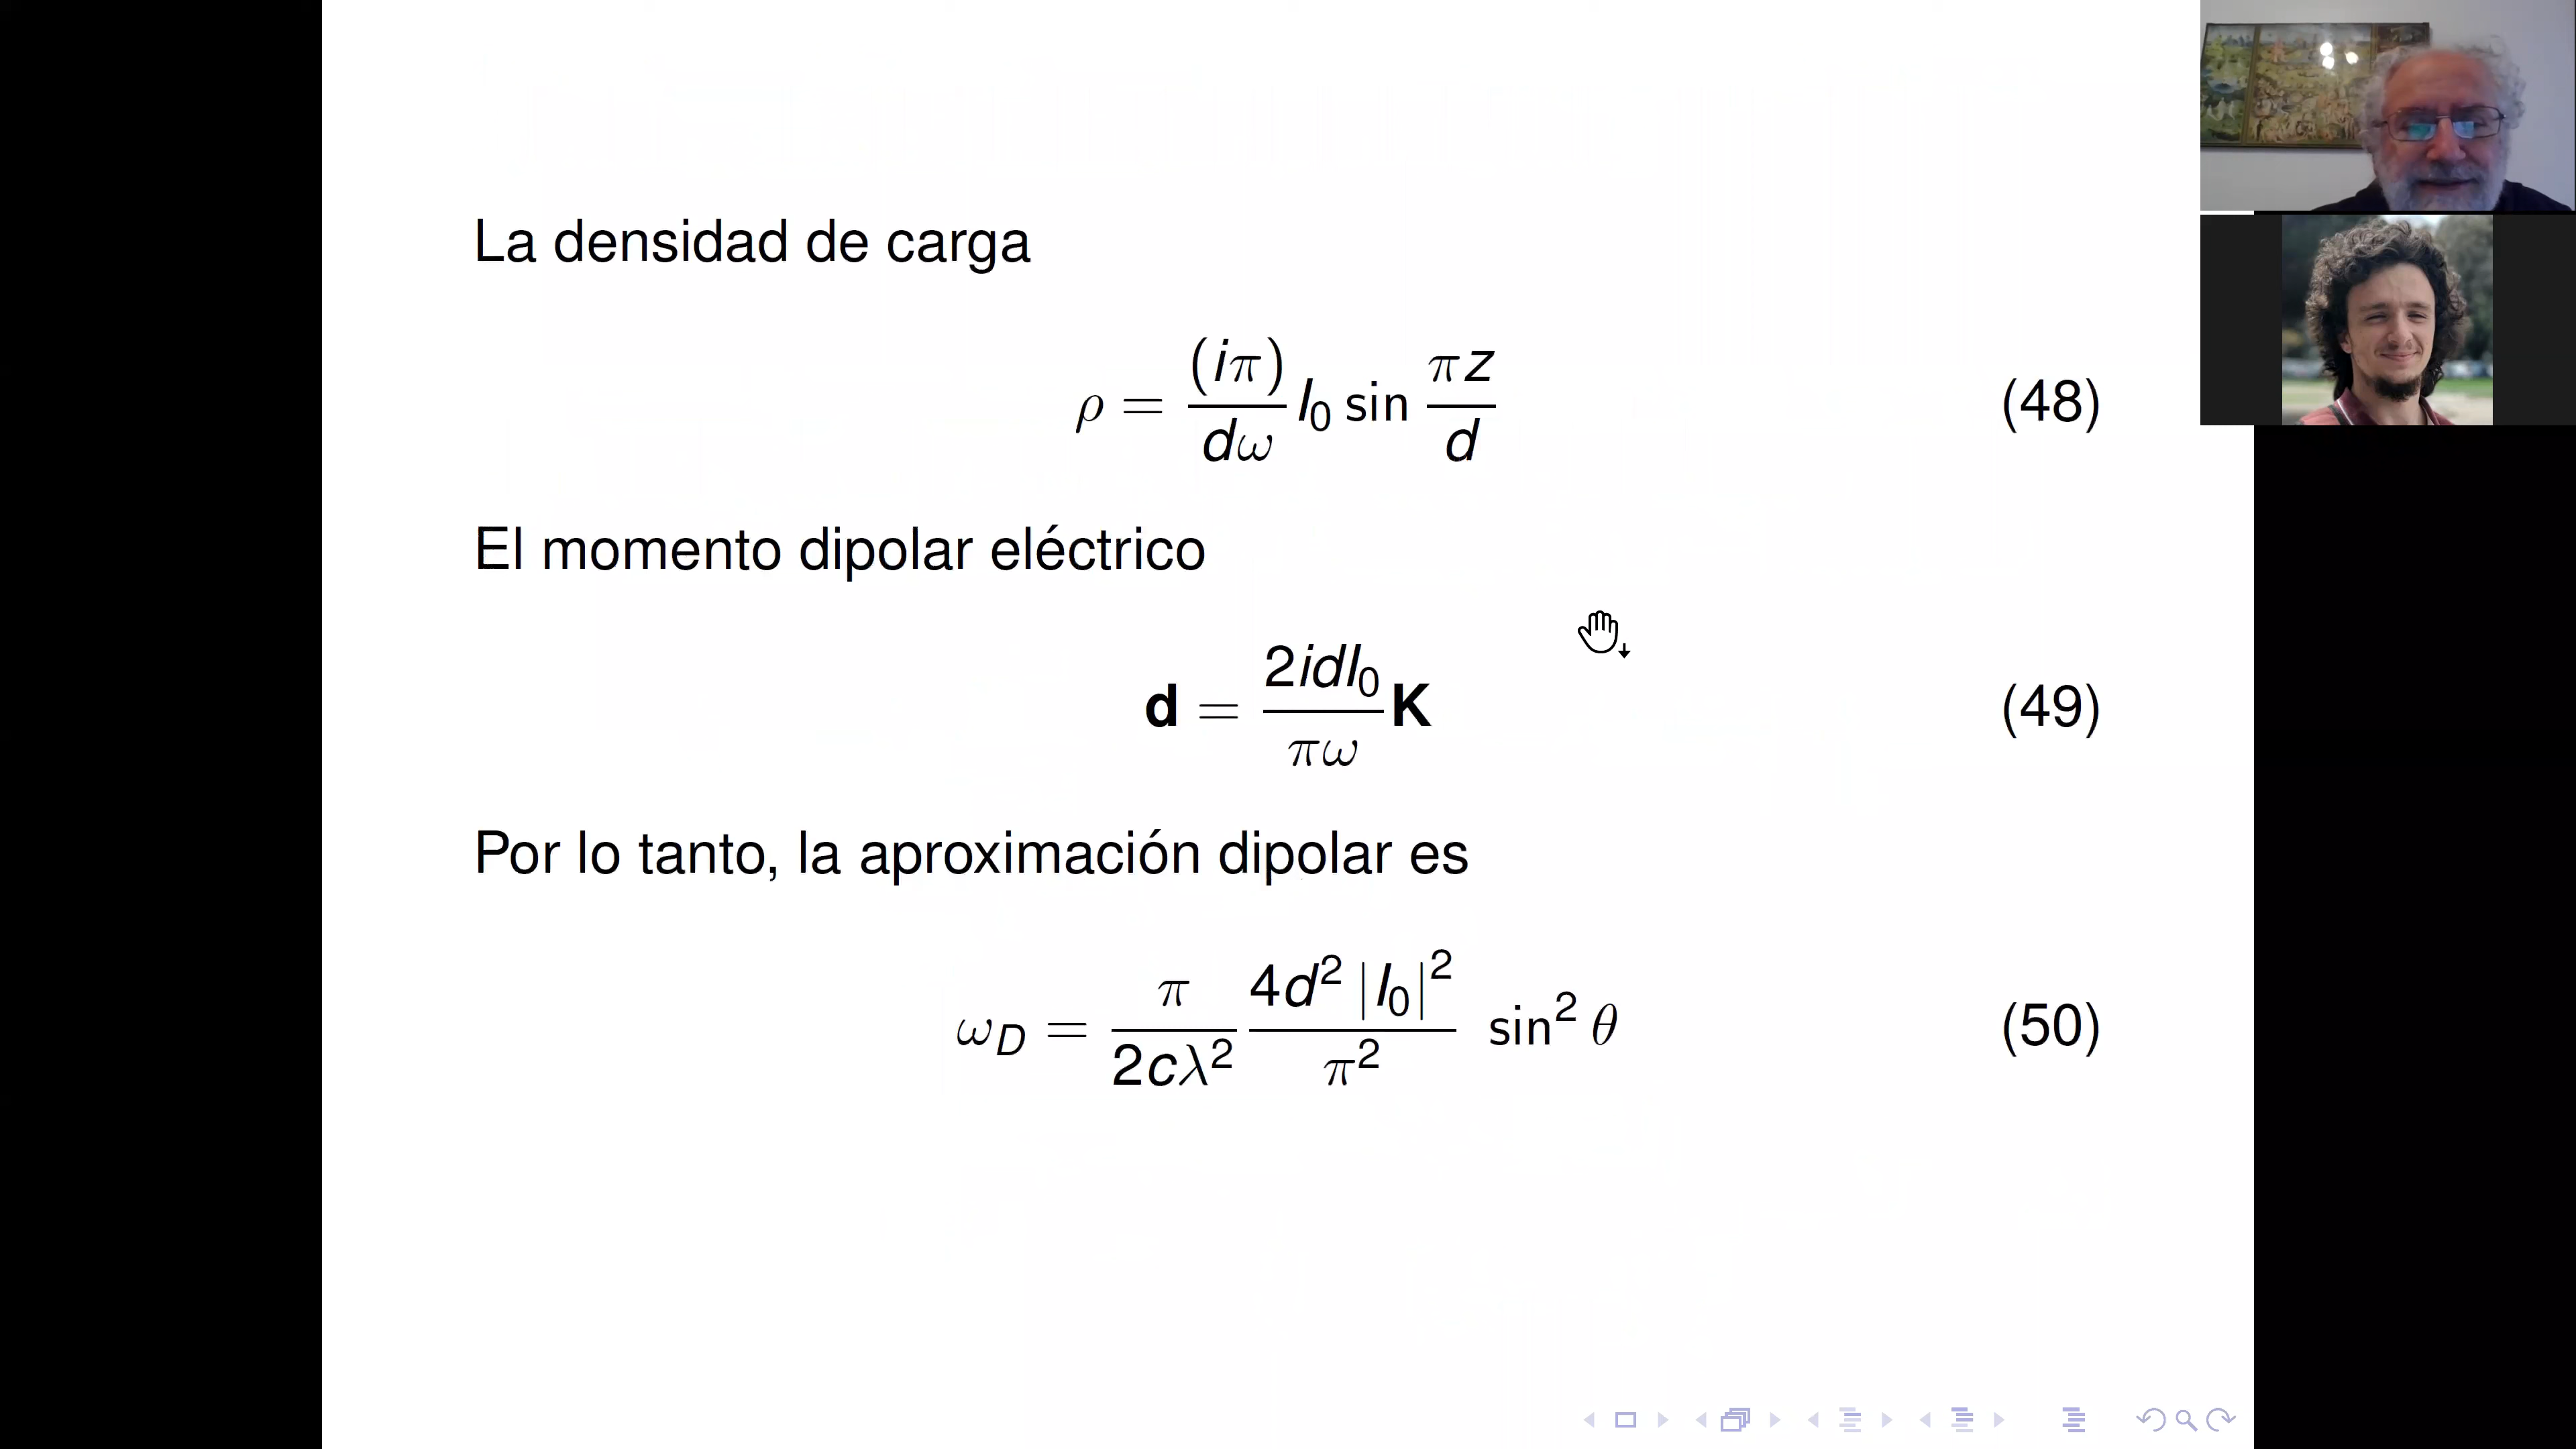 La densidad de carga
ρ = (iπ)/(dω) I₀ sin πz/d (48)
El momento dipolar eléctrico
d = 2idI₀/(πω) K (49)
Por lo tanto, la aproximación dipolar es
ω_D = π/(2cλ²) 4d²|I₀|²/π² sin² θ (50)